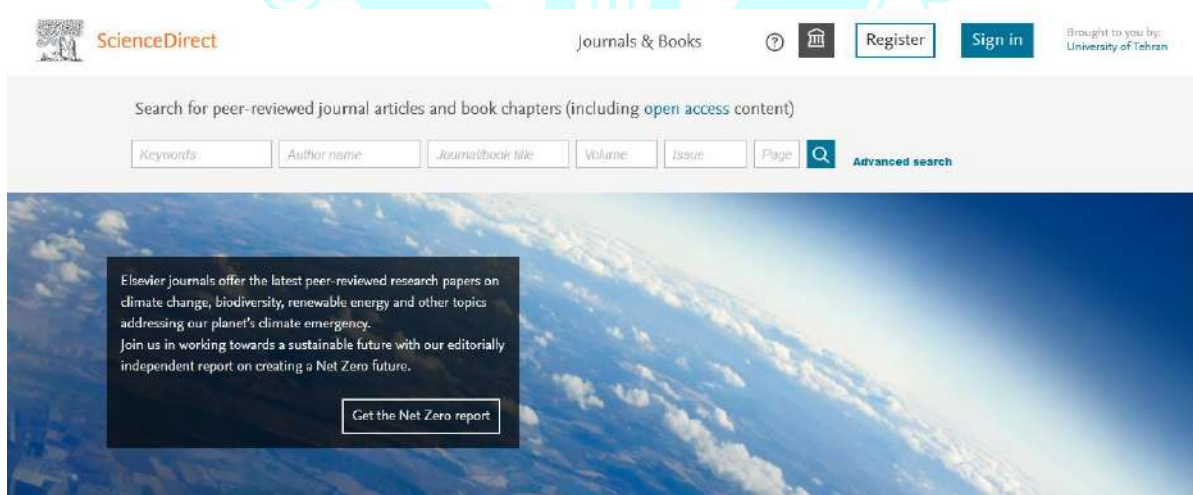 ScienceDirect
Journals & Books
?
Register
Sign in
Brought to you by:
University of Tehran
Search for peer-reviewed journal articles and book chapters (including open access content)
Keywords
Author name
Journal/book title
Volume
Issue
Page
Advanced search
Elsevier journals offer the latest peer-reviewed research papers on
climate change, biodiversity, renewable energy and other topics
addressing our planet's climate emergency.
Join us in working towards a sustainable future with our editorially
independent report on creating a Net Zero future.
Get the Net Zero report